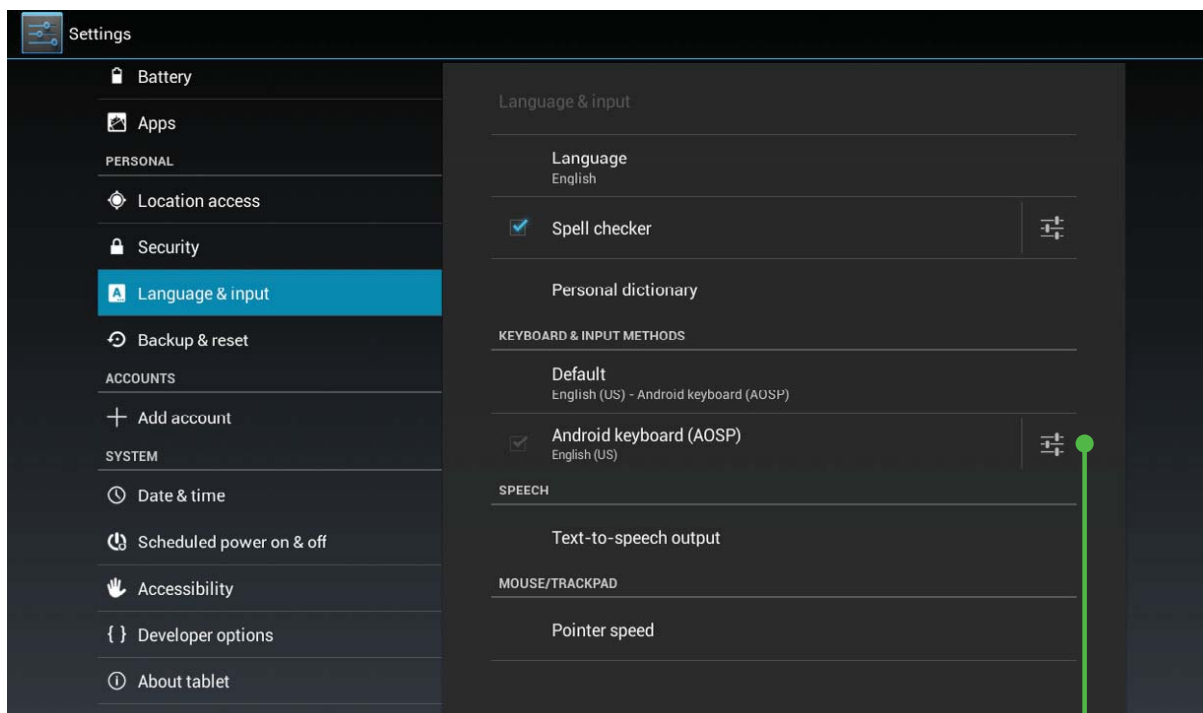 Settings
Battery
Apps
PERSONAL
Location access
Security
Language & input
Backup & reset
ACCOUNTS
Add account
SYSTEM
Date & time
Scheduled power on & off
Accessibility
{ } Developer options
About tablet
Language & input
Language
English
Spell checker
Personal dictionary
KEYBOARD & INPUT METHODS
Default
English (US) - Android keyboard (AOSP)
Android keyboard (AOSP)
English (US)
SPEECH
Text-to-speech output
MOUSE/TRACKPAD
Pointer speed